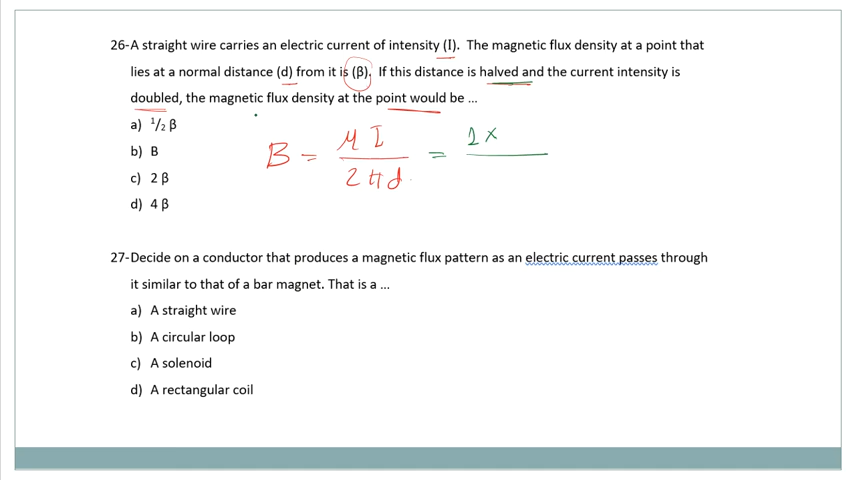 26-A straight wire carries an electric current of intensity (I). The magnetic flux density at a point that
lies at a normal distance (d) from it is (β). If this distance is halved and the current intensity is
doubled, the magnetic flux density at the point would be ...
a) ¹/₂ β
b) B
c) 2 β
d) 4 β
B = μ I / 2 π d = 2 ×
27-Decide on a conductor that produces a magnetic flux pattern as an electric current passes through
it similar to that of a bar magnet. That is a ...
a) A straight wire
b) A circular loop
c) A solenoid
d) A rectangular coil